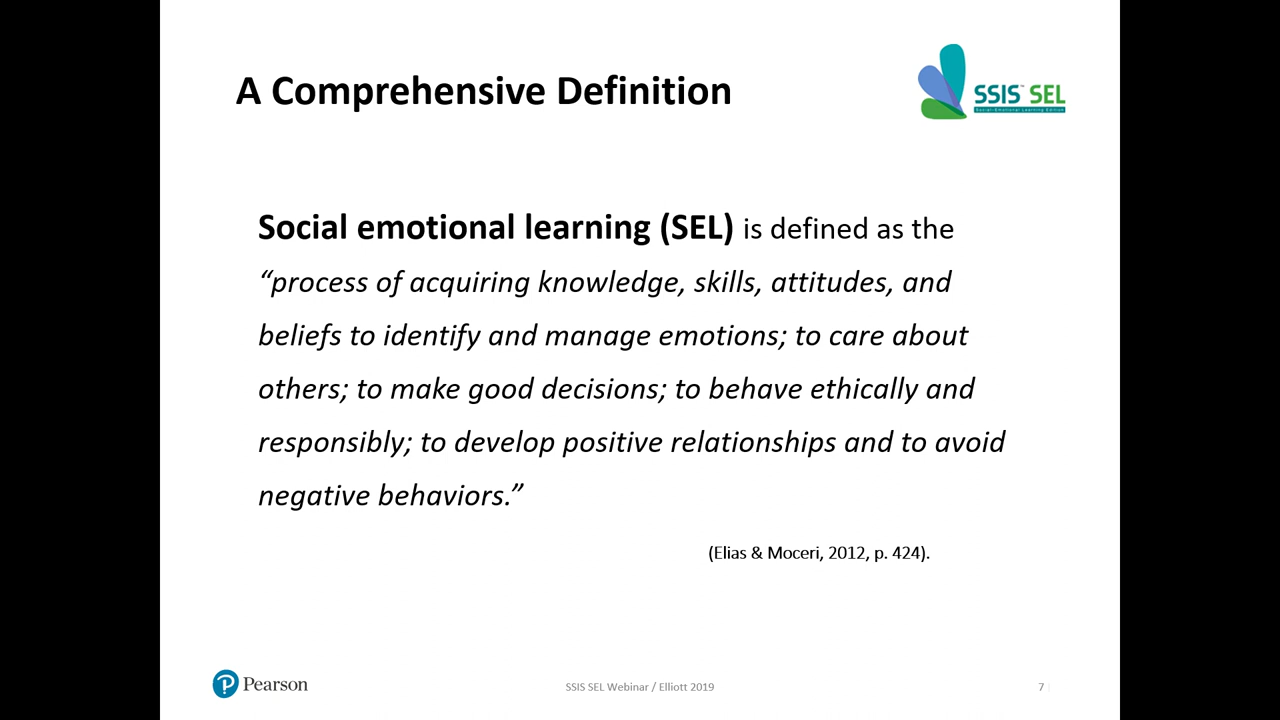 A Comprehensive Definition
SSIS™ SEL
Social-Emotional Learning Edition
Social emotional learning (SEL) is defined as the
“process of acquiring knowledge, skills, attitudes, and
beliefs to identify and manage emotions; to care about
others; to make good decisions; to behave ethically and
responsibly; to develop positive relationships and to avoid
negative behaviors.”
(Elias & Moceri, 2012, p. 424).
Pearson
SSIS SEL Webinar / Elliott 2019
7